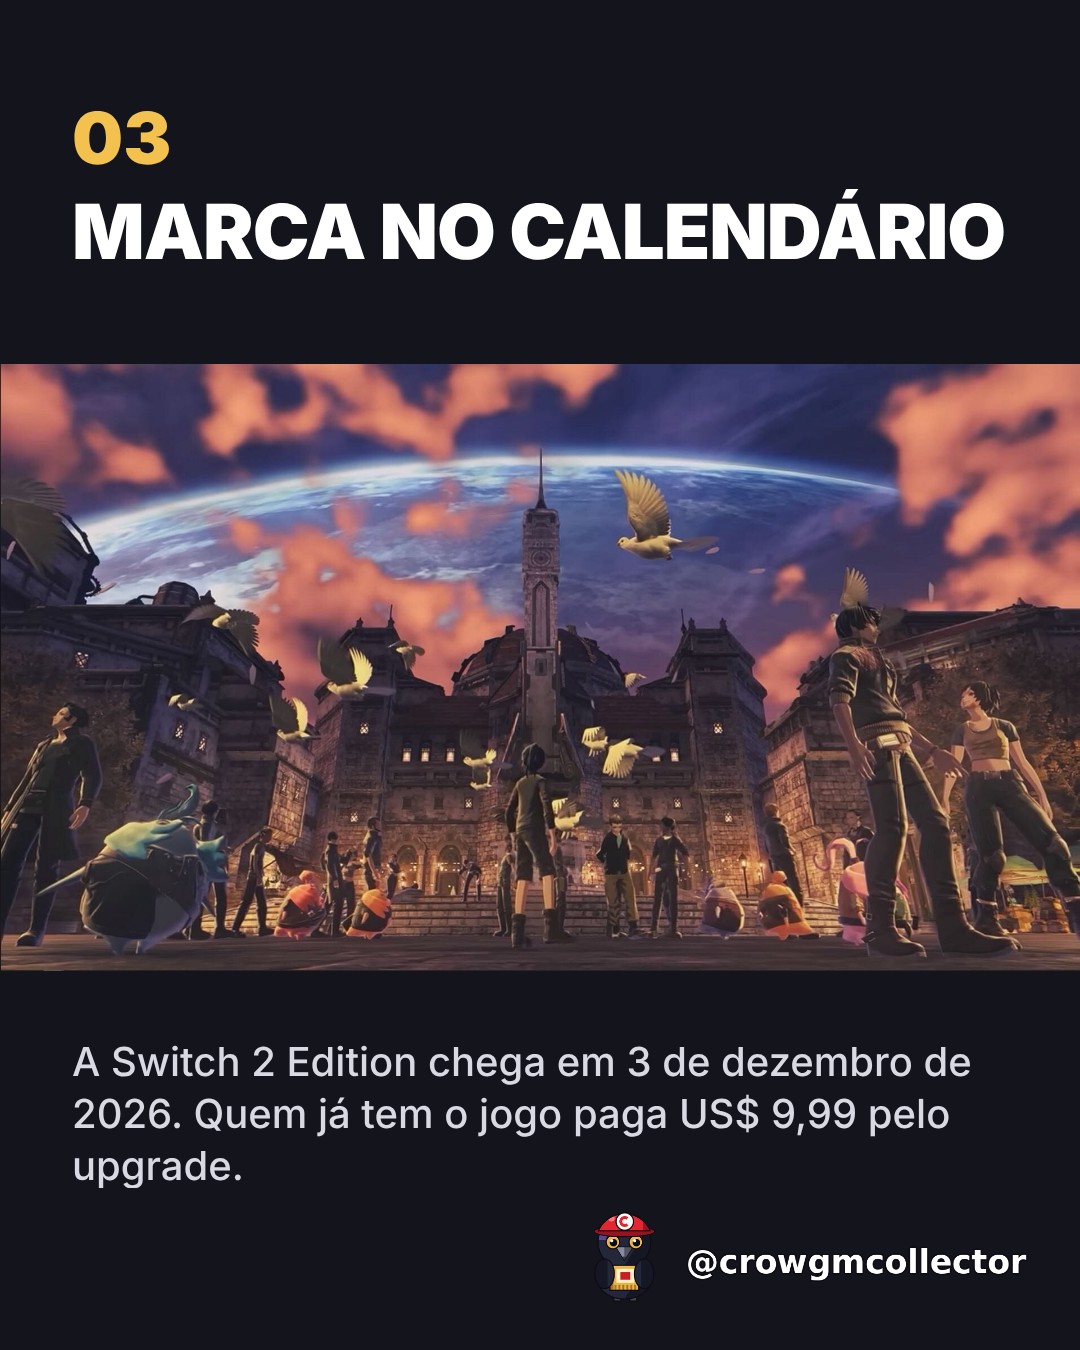 03
MARCA NO CALENDÁRIO
A Switch 2 Edition chega em 3 de dezembro de
2026. Quem já tem o jogo paga US$ 9,99 pelo
upgrade.
C
@crowgmcollector